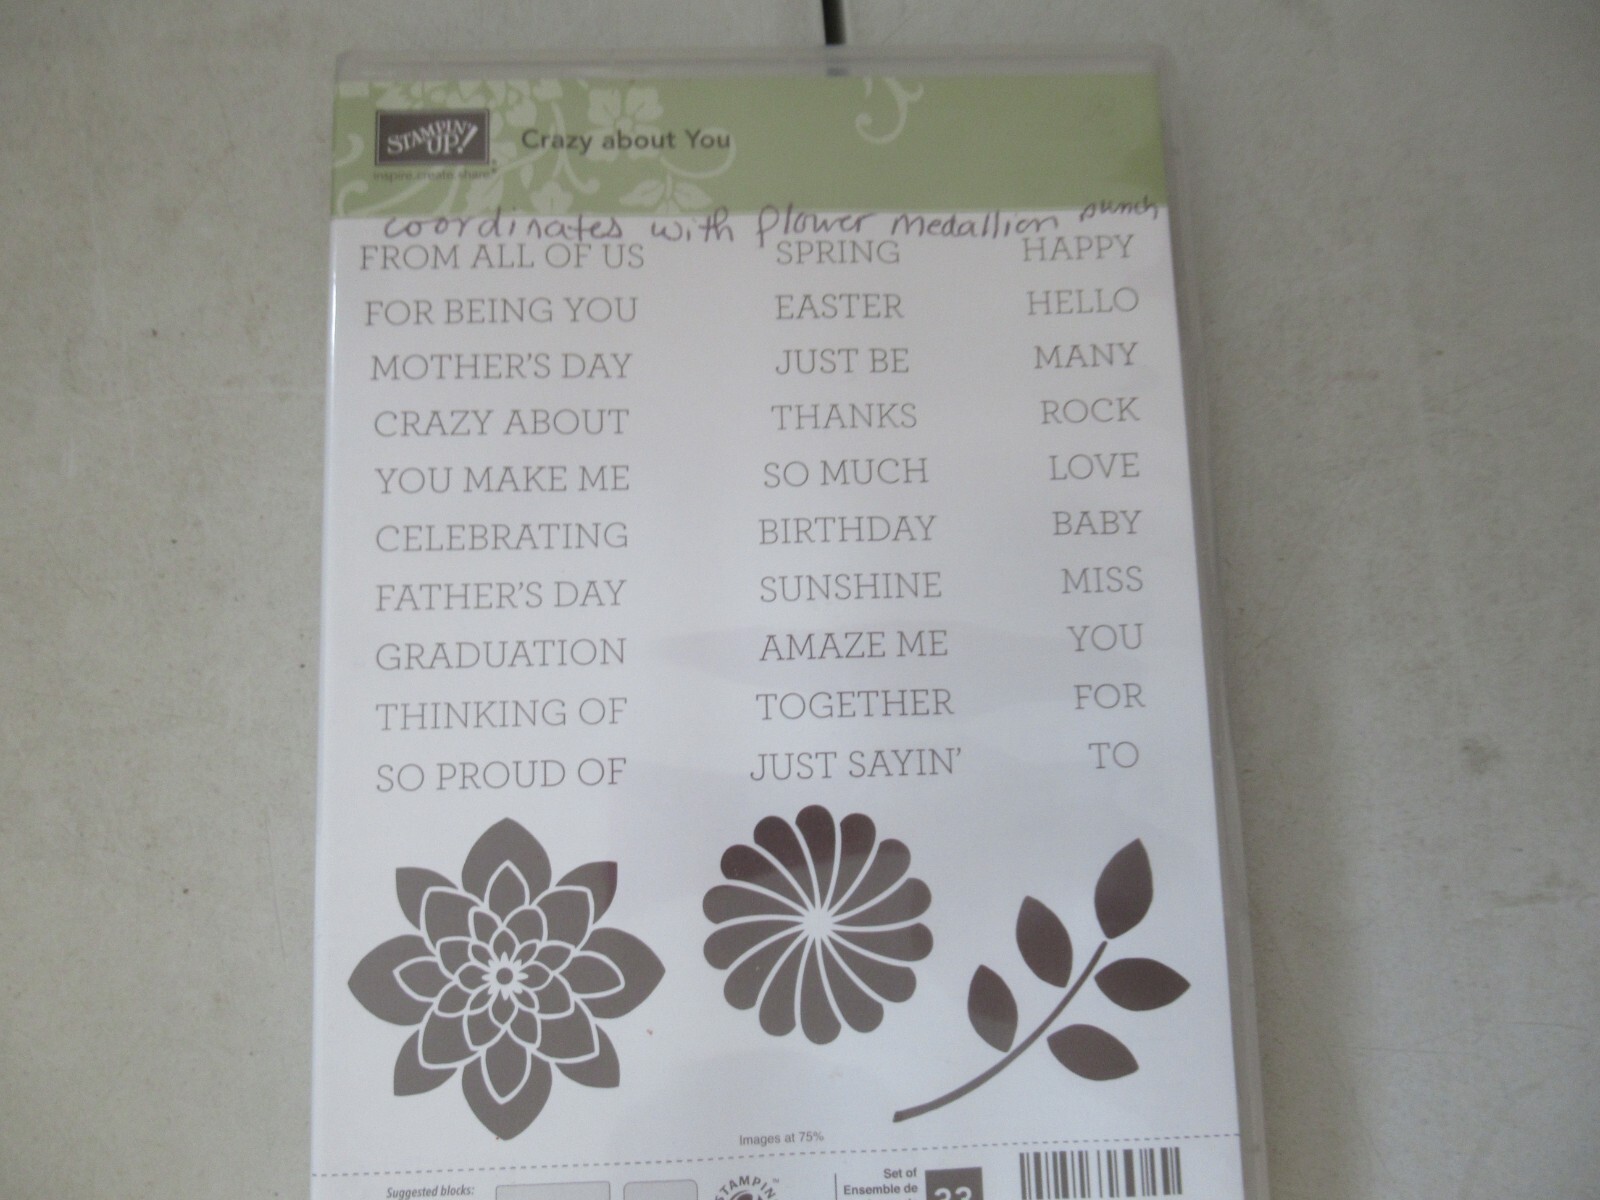 STAMPIN' UP!
inspire.create.share
Crazy about You
coordinates with flower medallion punch
FROM ALL OF US SPRING HAPPY
FOR BEING YOU EASTER HELLO
MOTHER'S DAY JUST BE MANY
CRAZY ABOUT THANKS ROCK
YOU MAKE ME SO MUCH LOVE
CELEBRATING BIRTHDAY BABY
FATHER'S DAY SUNSHINE MISS
GRADUATION AMAZE ME YOU
THINKING OF TOGETHER FOR
SO PROUD OF JUST SAYIN' TO
Images at 75%
Suggested blocks:
STAMPIN
Set of
Ensemble de
33